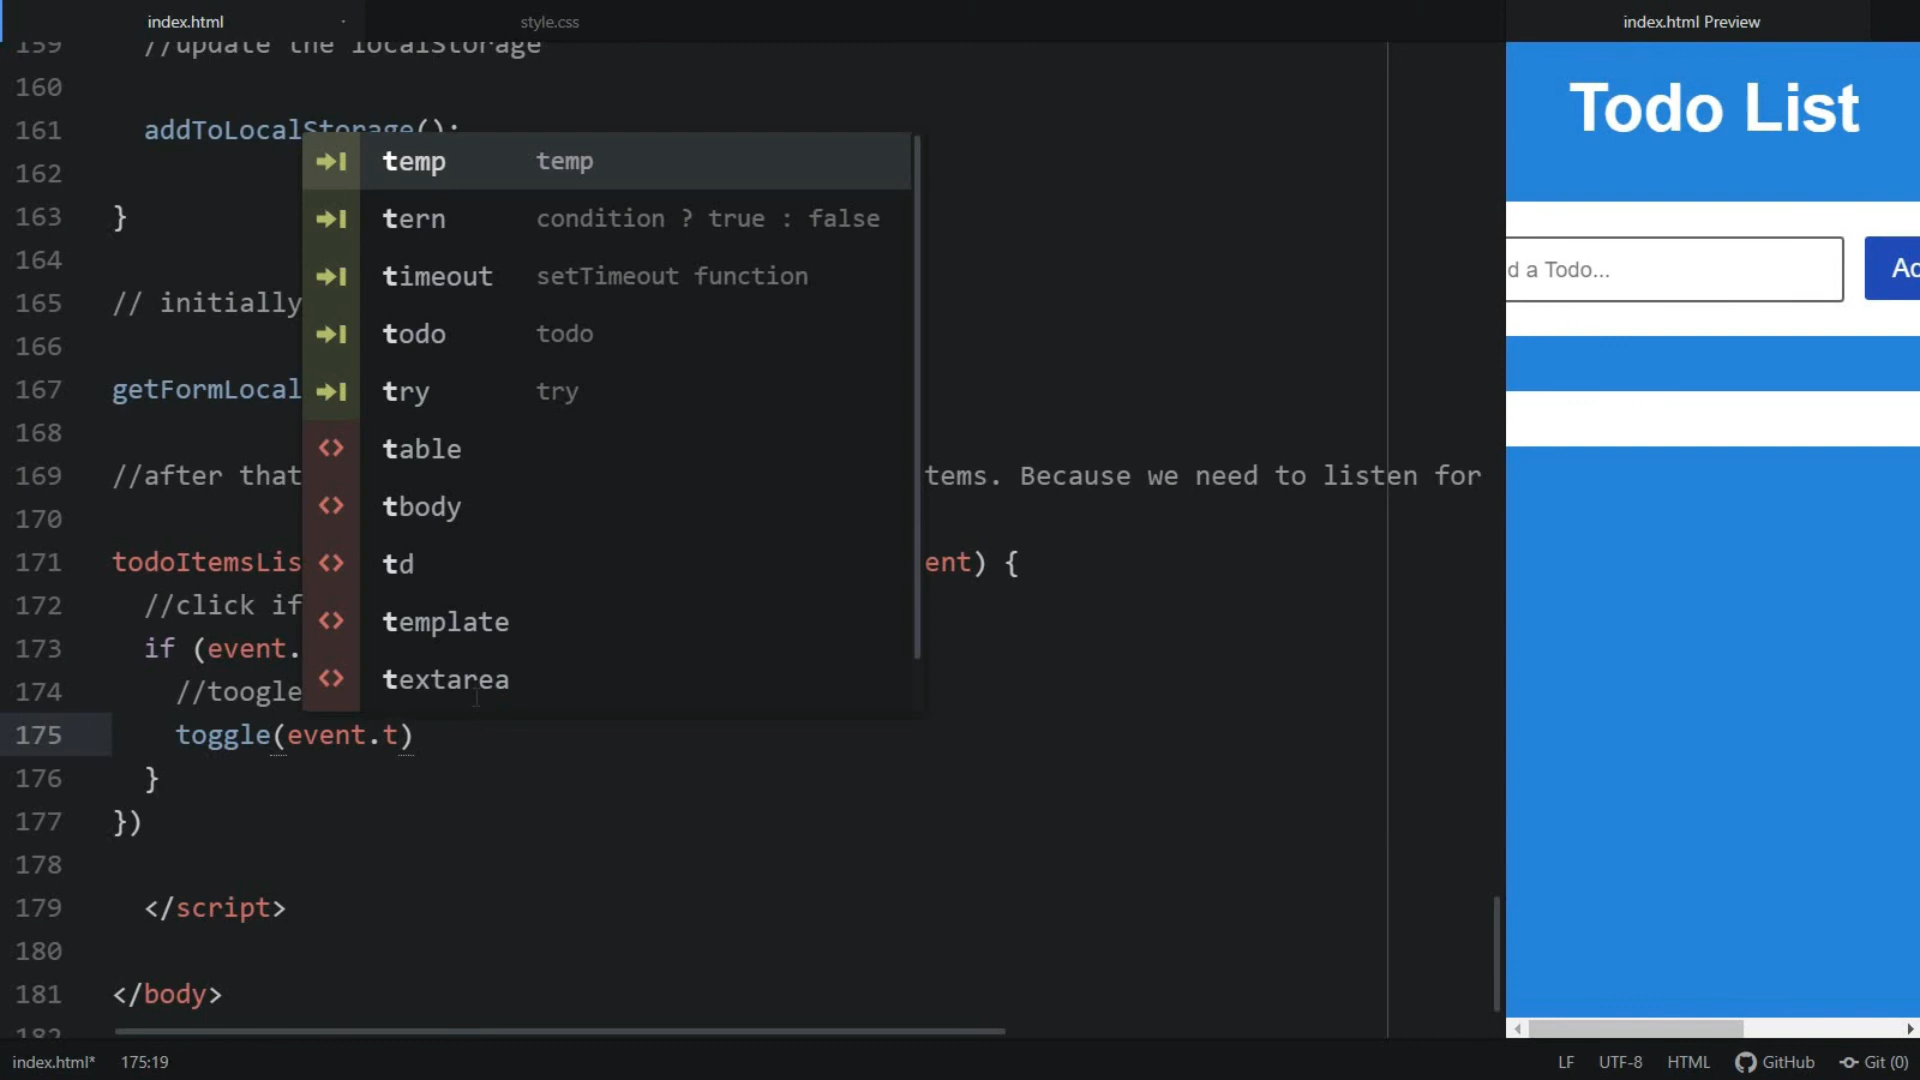 index.html
style.css
index.html Preview
159 //update the localStorage
160
161 addToLocalStorage();
162
163 }
164
165 // initially
166
167 getFormLocal
168
169 //after that tems. Because we need to listen for
170
171 todoItemsLis ent) {
172 //click if
173 if (event.
174 //toogle
175 toggle(event.t)
176 }
177 })
178
179 </script>
180
181 </body>
182
temp temp
tern condition ? true : false
timeout setTimeout function
todo todo
try try
table
tbody
td
template
textarea
Todo List
d a Todo...
Ad
index.html* 175:19
LF UTF-8 HTML GitHub Git (0)